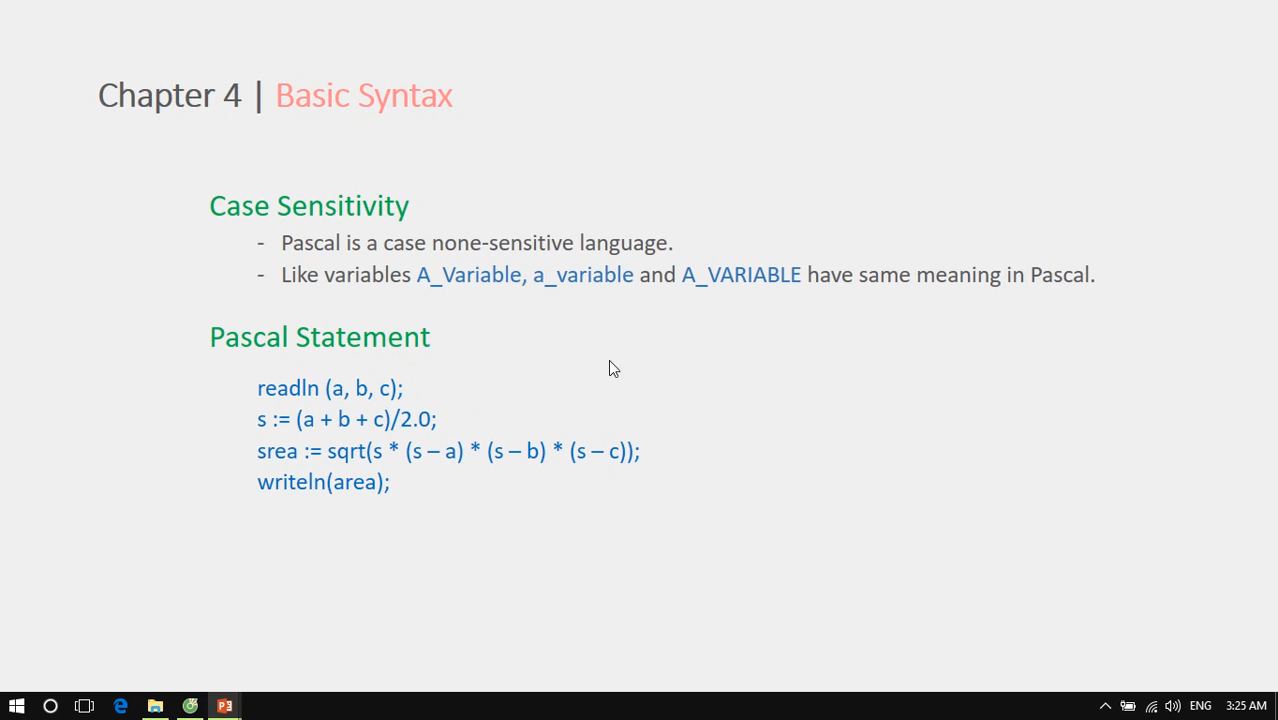 Chapter 4 | Basic Syntax
Case Sensitivity
- Pascal is a case none-sensitive language.
- Like variables A_Variable, a_variable and A_VARIABLE have same meaning in Pascal.
Pascal Statement
readln (a, b, c);
s := (a + b + c)/2.0;
srea := sqrt(s * (s – a) * (s – b) * (s – c));
writeln(area);
ENG 3:25 AM